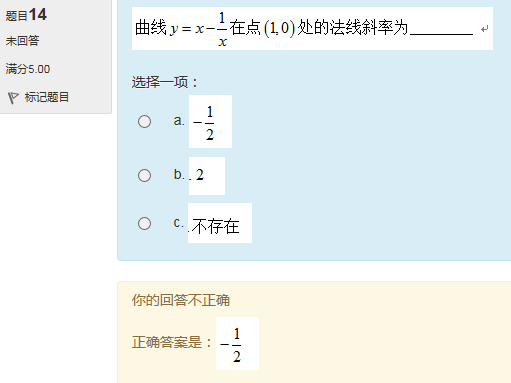 题目14
未回答
满分5.00
标记题目
曲线 y = x - 1/x 在点 (1,0) 处的法线斜率为________ ↵
选择一项：
a. -1/2
b. . 2
c. .不存在
你的回答不正确
正确答案是： -1/2